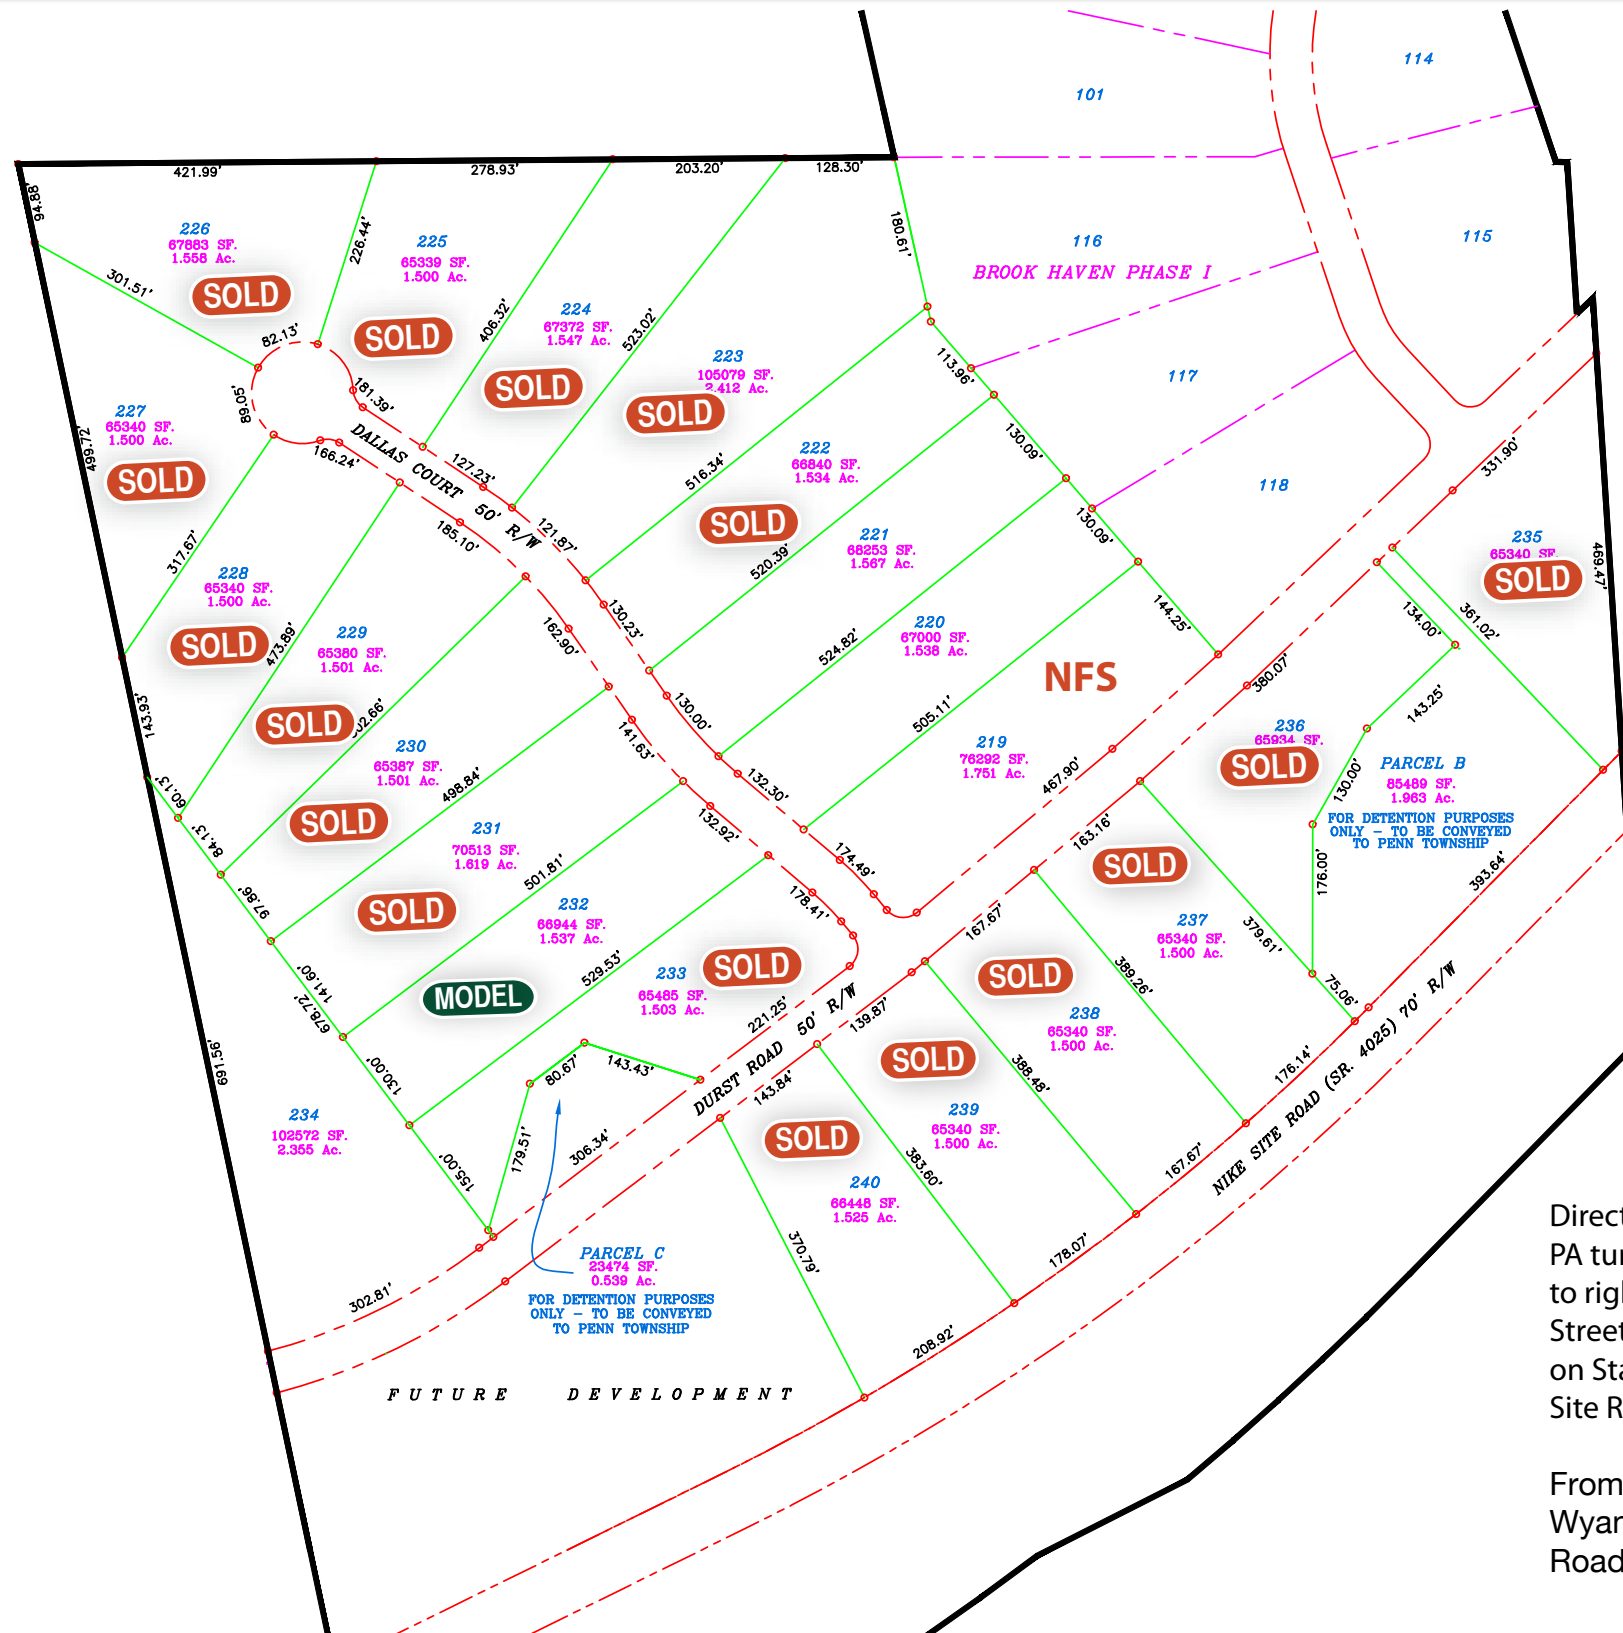 114
101
421.99'
278.93'
203.20'
128.30'
94.88'
226
67883 SF.
1.558 Ac.
SOLD
226.44'
225
65339 SF.
1.500 Ac.
SOLD
180.61'
116
115
BROOK HAVEN PHASE I
301.51'
82.13'
406.32'
224
67372 SF.
1.547 Ac.
SOLD
523.02'
223
105079 SF.
2.412 Ac.
SOLD
113.96'
117
89.05'
181.39'
227
65340 SF.
1.500 Ac.
SOLD
499.72'
166.24'
DALLAS COURT 50' R/W
127.23'
516.34'
222
66840 SF.
1.534 Ac.
SOLD
130.09'
331.90'
118
185.10'
121.87'
130.09'
317.67'
228
65340 SF.
1.500 Ac.
SOLD
221
68253 SF.
1.567 Ac.
520.39'
235
65340 SF.
SOLD
469.47'
130.23'
144.25'
134.00'
361.02'
473.89'
229
65380 SF.
1.501 Ac.
SOLD
162.90'
524.82'
220
67000 SF.
1.538 Ac.
NFS
380.07'
143.93'
230
65387 SF.
1.501 Ac.
SOLD
141.63'
130.00'
505.11'
219
76292 SF.
1.751 Ac.
143.25'
236
65934 SF.
SOLD
PARCEL B
85489 SF.
1.963 Ac.
FOR DETENTION PURPOSES
ONLY – TO BE CONVEYED
TO PENN TOWNSHIP
60.13'
498.84'
132.30'
467.90'
130.00'
84.13'
231
70513 SF.
1.619 Ac.
SOLD
132.92'
163.16'
SOLD
174.49'
176.00'
393.64'
97.86'
501.81'
232
66944 SF.
1.537 Ac.
MODEL
178.41'
167.67'
237
65340 SF.
1.500 Ac.
379.61'
141.60'
678.72'
529.53'
233
65485 SF.
1.503 Ac.
SOLD
389.26'
SOLD
75.06'
221.25'
DURST ROAD 50' R/W
139.87'
238
65340 SF.
1.500 Ac.
NIKE SITE ROAD (SR. 4025) 70' R/W
691.56'
130.00'
80.67'
143.43'
143.84'
SOLD
388.48'
176.14'
234
102572 SF.
2.355 Ac.
179.51'
306.34'
SOLD
239
65340 SF.
1.500 Ac.
155.00'
383.60'
167.67'
240
66448 SF.
1.525 Ac.
370.79'
178.07'
PARCEL C
23474 SF.
0.539 Ac.
FOR DETENTION PURPOSES
ONLY – TO BE CONVEYED
TO PENN TOWNSHIP
302.81'
208.92'
FUTURE DEVELOPMENT
PA
on
Site
From
Road